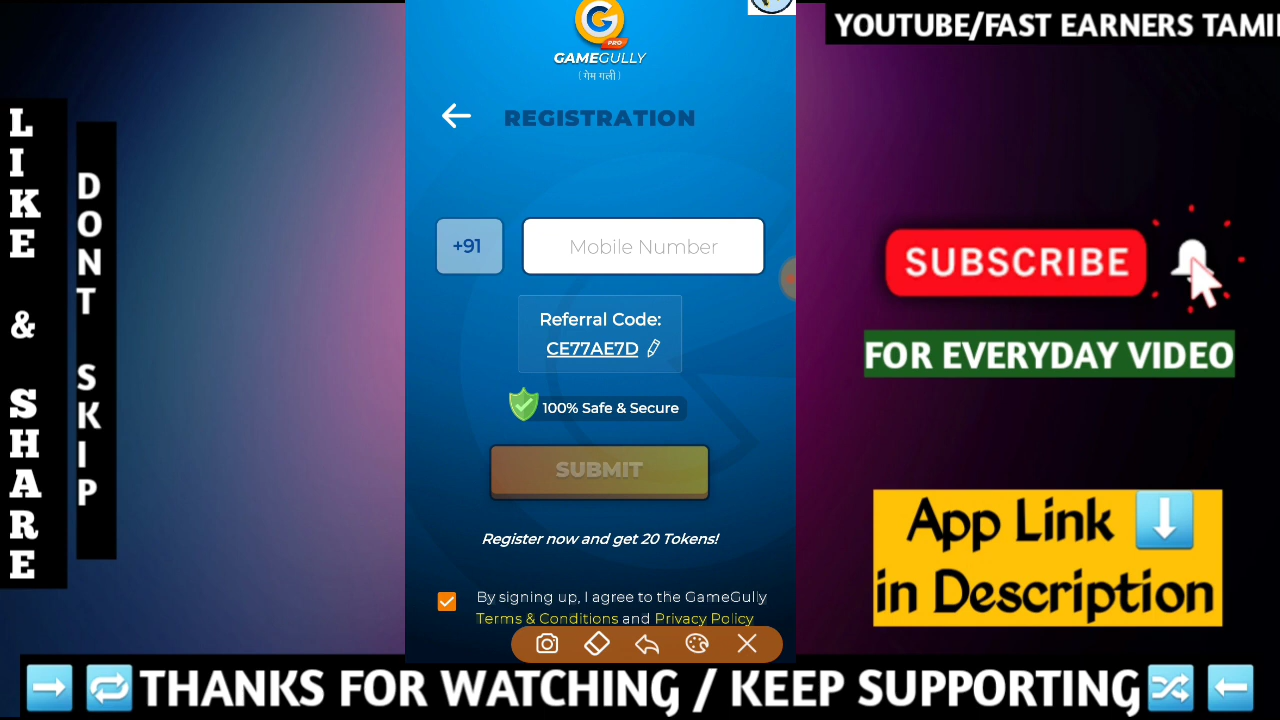 YOUTUBE/FAST EARNERS TAMI
LIKE & SHARE
DONT SKIP
G
PRO
GAMEGULLY
(गेम गली)
REGISTRATION
+91
Mobile Number
Referral Code:
CE77AE7D
100% Safe & Secure
SUBMIT
Register now and get 20 Tokens!
By signing up, I agree to the GameGully
Terms & Conditions and Privacy Policy
SUBSCRIBE
FOR EVERYDAY VIDEO
App Link
in Description
THANKS FOR WATCHING / KEEP SUPPORTING